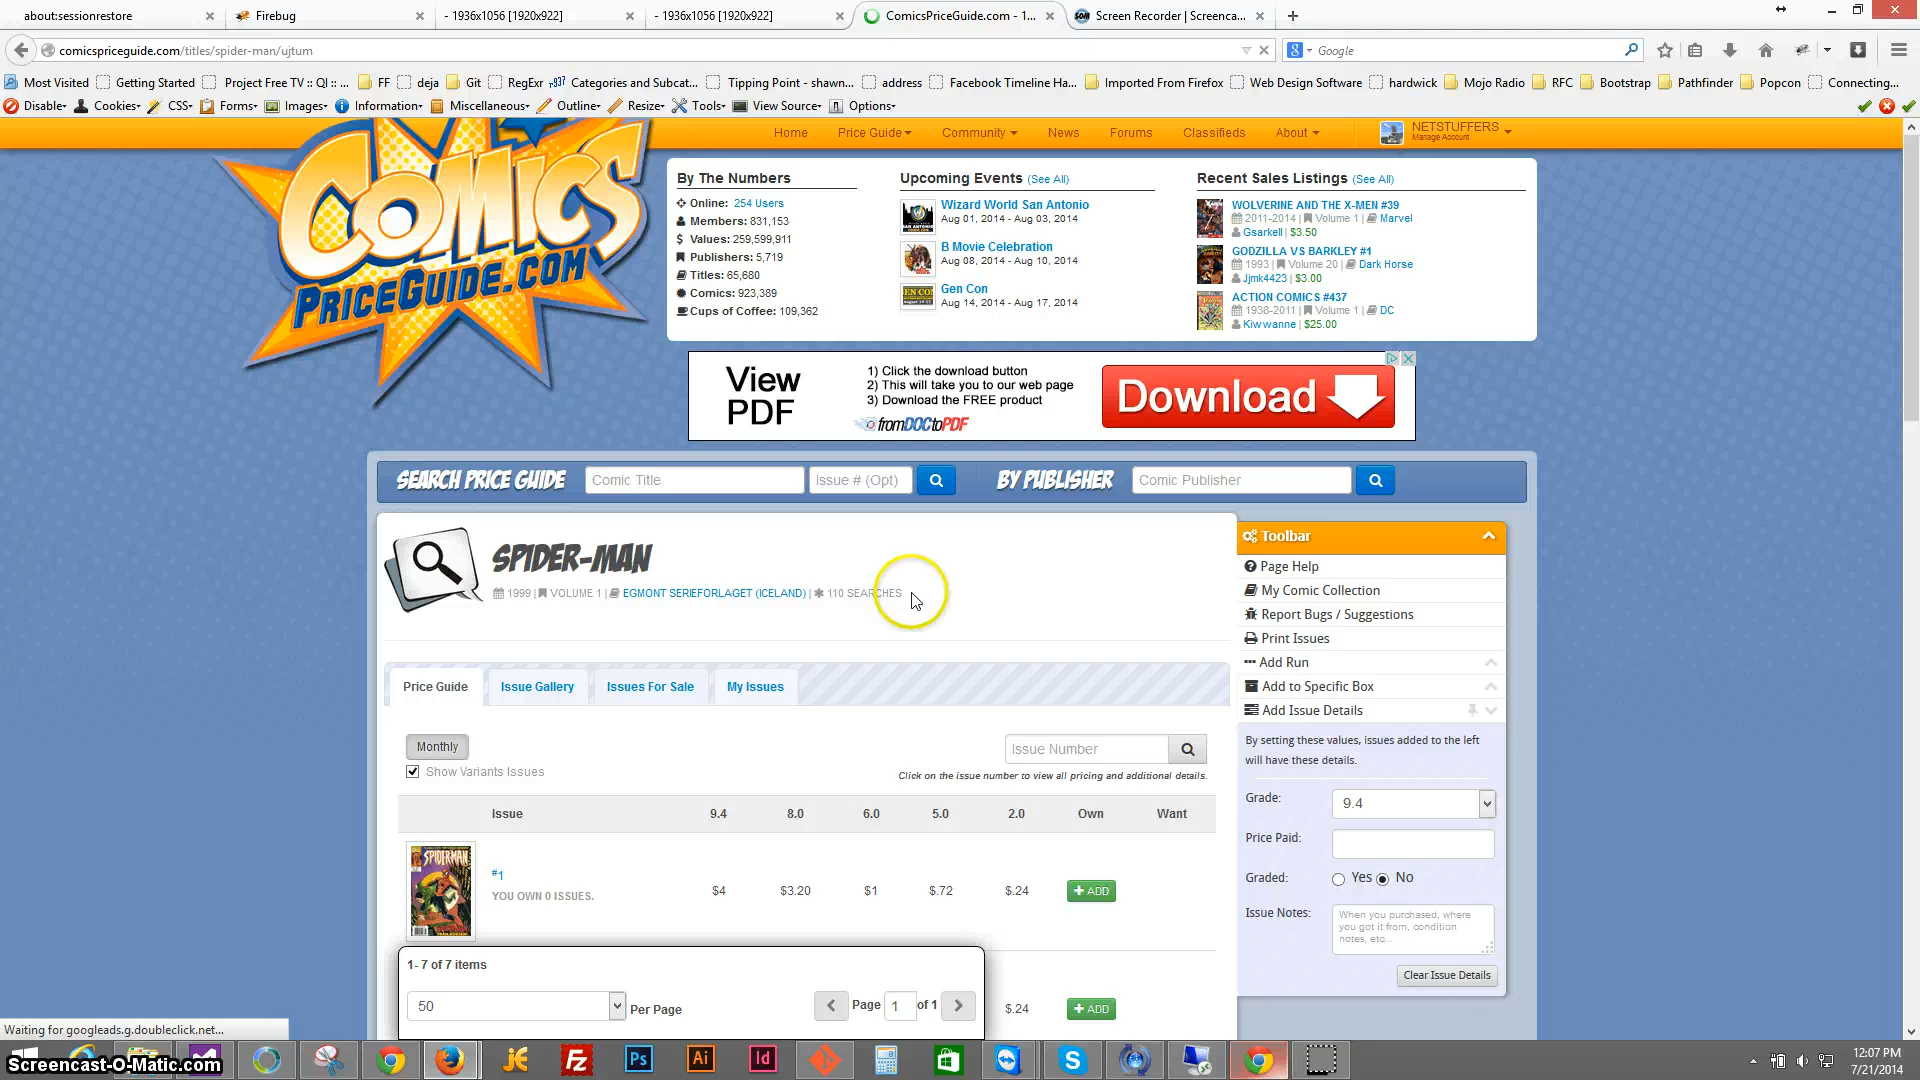 about:sessionrestore
Firebug
- 1936x1056 [1920x922]
- 1936x1056 [1920x922]
ComicsPriceGuide.com - 1...
Screen Recorder | Screenca...
comicspriceguide.com/titles/spider-man/ujtum
Google
Most Visited
Getting Started
Project Free TV :: QI :: ...
FF
deja
Git
RegExr
Categories and Subcat...
Tipping Point - shawn...
address
Facebook Timeline Ha...
Imported From Firefox
Web Design Software
hardwick
Mojo Radio
RFC
Bootstrap
Pathfinder
Popcon
Connecting...
Disable
Cookies
CSS
Forms
Images
Information
Miscellaneous
Outline
Resize
Tools
View Source
Options
COMICS
PRICEGUIDE.COM
Home
Price Guide
Community
News
Forums
Classifieds
About
NETSTUFFERS
Manage Account
By The Numbers
Online: 254 Users
Members: 831,153
Values: 259,599,911
Publishers: 5,719
Titles: 65,680
Comics: 923,389
Cups of Coffee: 109,362
Upcoming Events (See All)
Wizard World San Antonio
Aug 01, 2014 - Aug 03, 2014
B Movie Celebration
Aug 08, 2014 - Aug 10, 2014
Gen Con
Aug 14, 2014 - Aug 17, 2014
Recent Sales Listings (See All)
WOLVERINE AND THE X-MEN #39
2011-2014 | Volume 1 | Marvel
Gsarkell | $3.50
GODZILLA VS BARKLEY #1
1993 | Volume 20 | Dark Horse
Jjmk4423 | $3.00
ACTION COMICS #437
1938-2011 | Volume 1 | DC
Kiwwanne | $25.00
View
PDF
1) Click the download button
2) This will take you to our web page
3) Download the FREE product
fromDOCtoPDF
Download
SEARCH PRICE GUIDE
Comic Title
Issue # (Opt)
BY PUBLISHER
Comic Publisher
SPIDER-MAN
1999 | VOLUME 1 | EGMONT SERIEFORLAGET (ICELAND) | 110 SEARCHES
Price Guide
Issue Gallery
Issues For Sale
My Issues
Monthly
Show Variants Issues
Issue Number
Click on the issue number to view all pricing and additional details.
Issue 9.4 8.0 6.0 5.0 2.0 Own Want
SPIDERMAN
#1
YOU OWN 0 ISSUES.
$4 $3.20 $1 $.72 $.24 ADD
1- 7 of 7 items
50 Per Page
Page 1 of 1
$.24 ADD
Toolbar
Page Help
My Comic Collection
Report Bugs / Suggestions
Print Issues
Add Run
Add to Specific Box
Add Issue Details
By setting these values, issues added to the left
will have these details.
Grade: 9.4
Price Paid:
Graded: Yes No
Issue Notes:
When you purchased, where
you got it from, condition
notes, etc...
Clear Issue Details
Waiting for googleads.g.doubleclick.net...
Screencast-O-Matic.com
Fz
Ps
Ai
Id
12:07 PM
7/21/2014